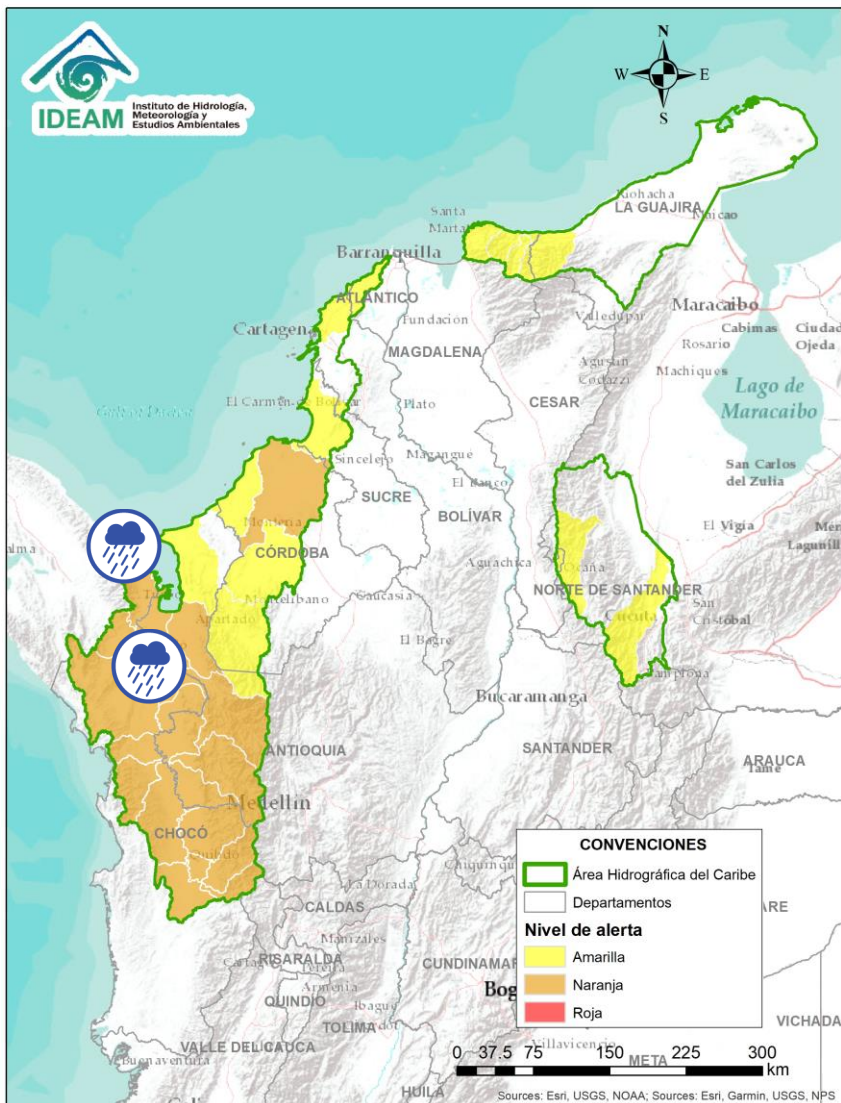 IDEAM
Instituto de Hidrología,
Meteorología y
Estudios Ambientales
N
W
E
S
Riohacha
LA GUAJIRA
Maicao
Santa
Marta
Barranquilla
ATLÁNTICO
Maracaibo
Cabimas
Ciudad
Ojeda
Rosario
Machiques
Lago de
Maracaibo
Cartagena
Fundación
Valledupar
MAGDALENA
Agustín
Codazzi
CESAR
El Carmen de Bolívar
Plato
Sincelejo
Magangué
San Carlos
del Zulia
SUCRE
El Banco
BOLÍVAR
El Vigía
Montería
CÓRDOBA
Aguachica
Ocaña
NORTE DE SANTANDER
Apartadó
Montelíbano
Caucasia
Cúcuta
San
Cristóbal
El Bagre
Bucaramanga
ANTIOQUIA
SANTANDER
ARAUCA
Tame
Medellín
CHOCÓ
Quibdó
La Dorada
CALDAS
Manizales
RISARALDA
Pereira
Armenia
QUINDÍO
Ibagué
TOLIMA
VALLE DEL CAUCA
Buenaventura
HUILA
Villavicencio
META
VICHADA
CONVENCIONES
Área Hidrográfica del Caribe
Departamentos
Nivel de alerta
Amarilla
Naranja
Roja
0 37.5 75 150 225 300
km
Sources: Esri, USGS, NOAA; Sources: Esri, Garmin, USGS, NPS